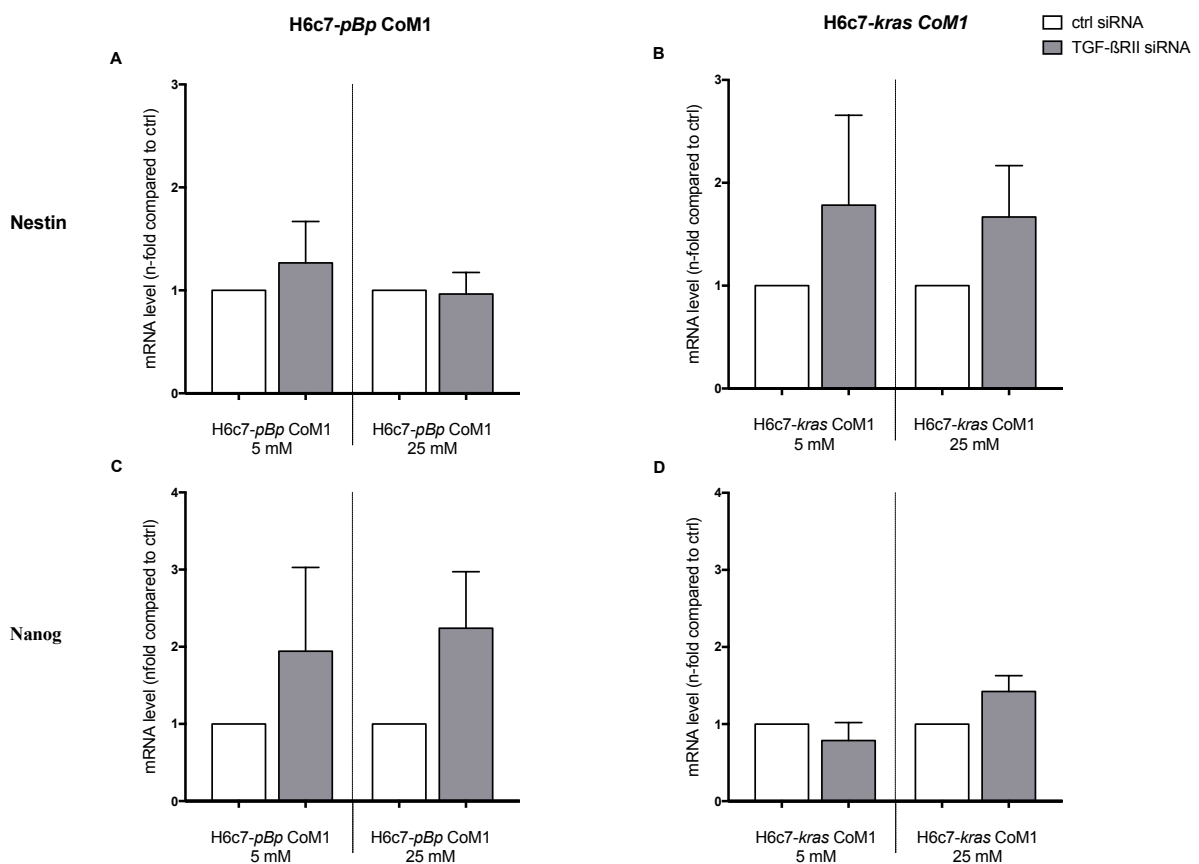 H6c7-pBp CoM1
H6c7-kras CoM1
ctrl siRNA
TGF-ßRII siRNA
A
mRNA level (n-fold compared to ctrl)
3
2
1
0
H6c7-pBp CoM1
5 mM
H6c7-pBp CoM1
25 mM
B
mRNA level (n-fold compared to ctrl)
3
2
1
0
H6c7-kras CoM1
5 mM
H6c7-kras CoM1
25 mM
Nestin
C
mRNA level (nfold compared to ctrl)
4
3
2
1
0
H6c7-pBp CoM1
5 mM
H6c7-pBp CoM1
25 mM
D
mRNA level (n-fold compared to ctrl)
4
3
2
1
0
H6c7-kras CoM1
5 mM
H6c7-kras CoM1
25 mM
Nanog